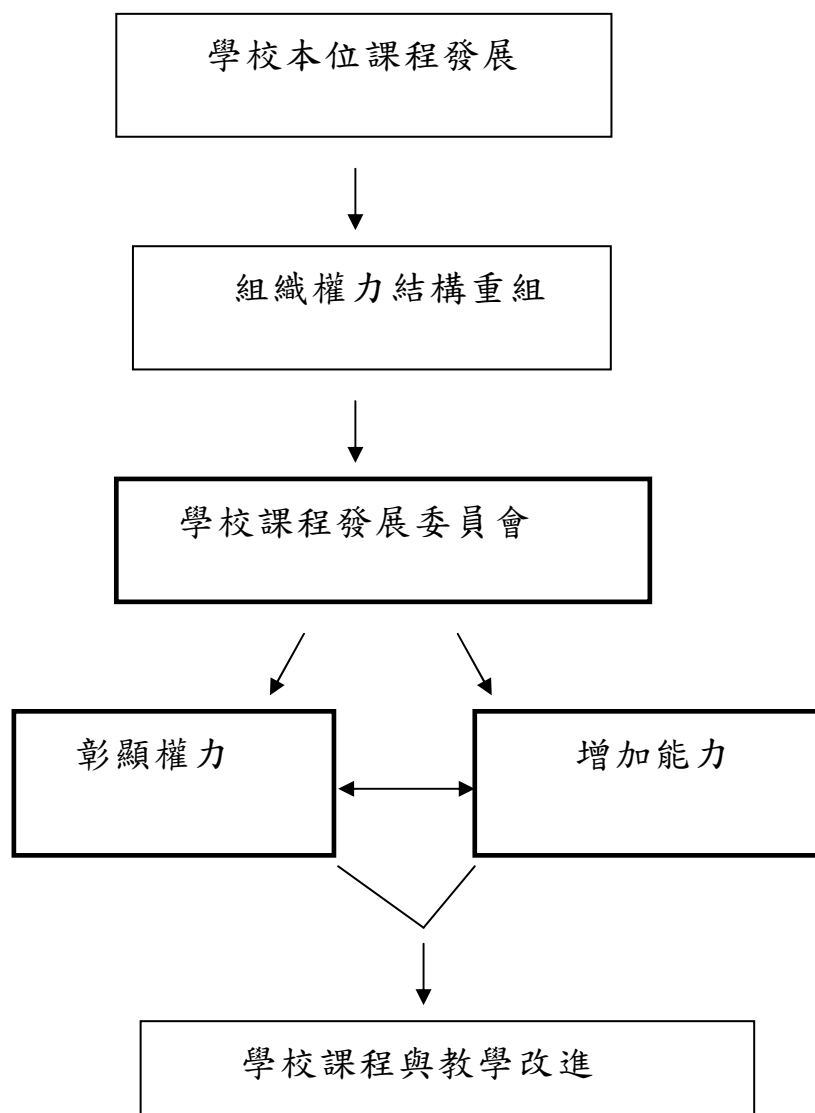 學校本位課程發展
組織權力結構重組
學校課程發展委員會
彰顯權力
增加能力
學校課程與教學改進